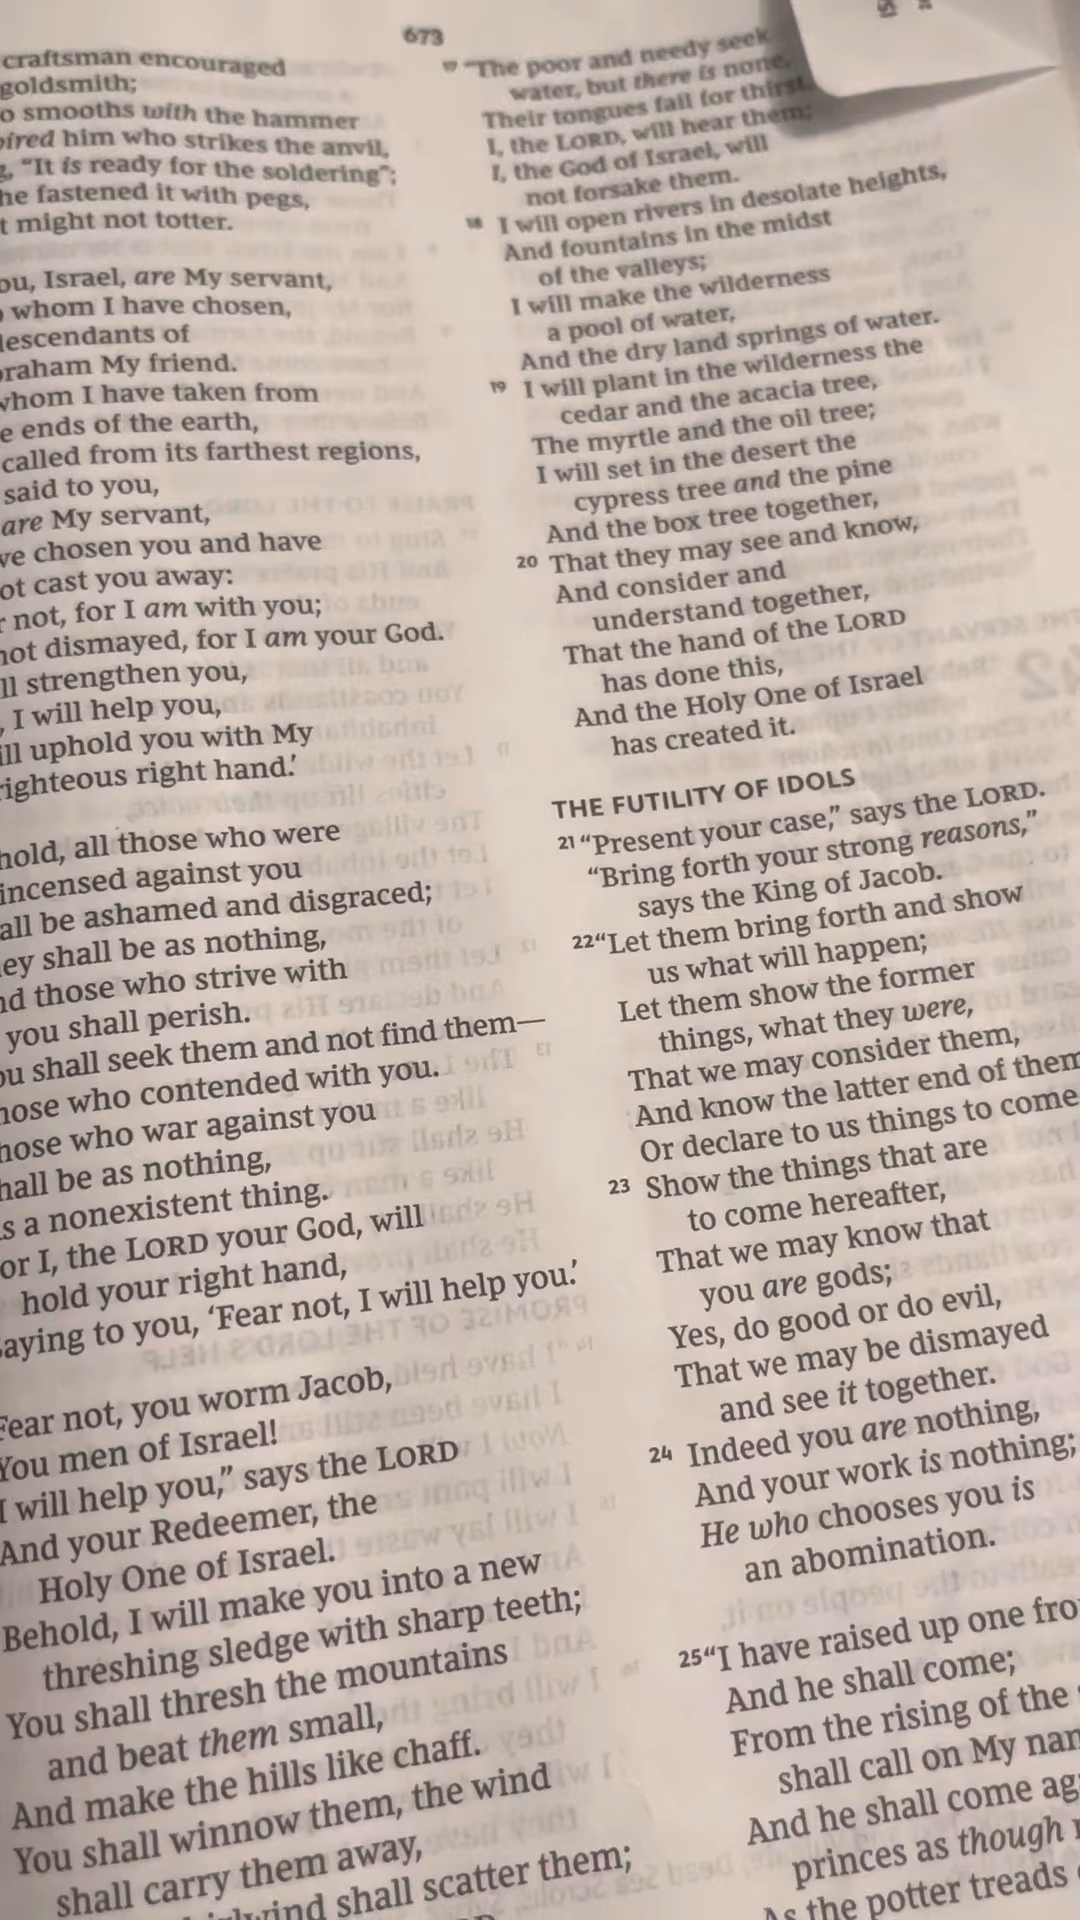 673
craftsman encouraged
goldsmith;
smooths with the hammer
him who strikes the anvil,
"It is ready for the soldering";
he fastened it with pegs,
might not totter.
Israel, are My servant,
whom I have chosen,
of
My friend.
whom I have taken from
ends of the earth,
called from its farthest regions,
said to you,
are My servant,
chosen you and have
cast you away:
not, for I am with you;
not dismayed, for I am your God.
strengthen you,
I will help you,
uphold you with My
righteous right hand.'
all those who were
incensed against you
be ashamed and disgraced;
shall be as nothing,
those who strive with
you shall perish.
shall seek them and not find them—
who contended with you.
who war against you
be as nothing,
a nonexistent thing.
I, the LORD your God, will
hold your right hand,
to you, 'Fear not, I will help you.'
Fear not, you worm Jacob,
You men of Israel!
I will help you," says the LORD
And your Redeemer, the
Holy One of Israel.
Behold, I will make you into a new
threshing sledge with sharp teeth;
You shall thresh the mountains
and beat them small,
And make the hills like chaff.
You shall winnow them, the wind
shall carry them away,
shall scatter them;
17 "The poor and needy seek
water, but there is none,
Their tongues fail for thirst.
I, the LORD, will hear them;
I, the God of Israel, will
not forsake them.
18 I will open rivers in desolate heights,
And fountains in the midst
of the valleys;
I will make the wilderness
a pool of water,
And the dry land springs of water.
19 I will plant in the wilderness the
cedar and the acacia tree,
The myrtle and the oil tree;
I will set in the desert the
cypress tree and the pine
And the box tree together,
20 That they may see and know,
And consider and
understand together,
That the hand of the LORD
has done this,
And the Holy One of Israel
has created it.
THE FUTILITY OF IDOLS
21 "Present your case," says the LORD.
"Bring forth your strong reasons,"
says the King of Jacob.
22 "Let them bring forth and show
us what will happen;
Let them show the former
things, what they were,
That we may consider them,
And know the latter end of them
Or declare to us things to come
23 Show the things that are
to come hereafter,
That we may know that
you are gods;
Yes, do good or do evil,
That we may be dismayed
and see it together.
24 Indeed you are nothing,
And your work is nothing;
He who chooses you is
an abomination.
25 "I have raised up one
And he shall come;
From the rising of the
shall call on My
And he shall come
princes as though
As the potter treads